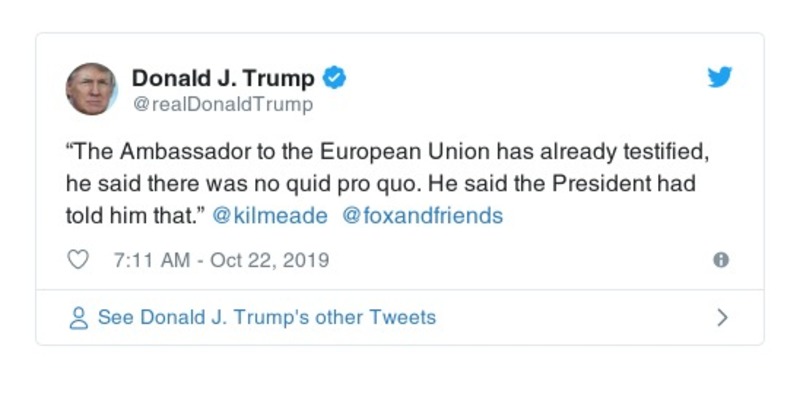 Donald J. Trump
@realDonaldTrump
“The Ambassador to the European Union has already testified,
he said there was no quid pro quo. He said the President had
told him that.” @kilmeade @foxandfriends
7:11 AM - Oct 22, 2019
See Donald J. Trump's other Tweets